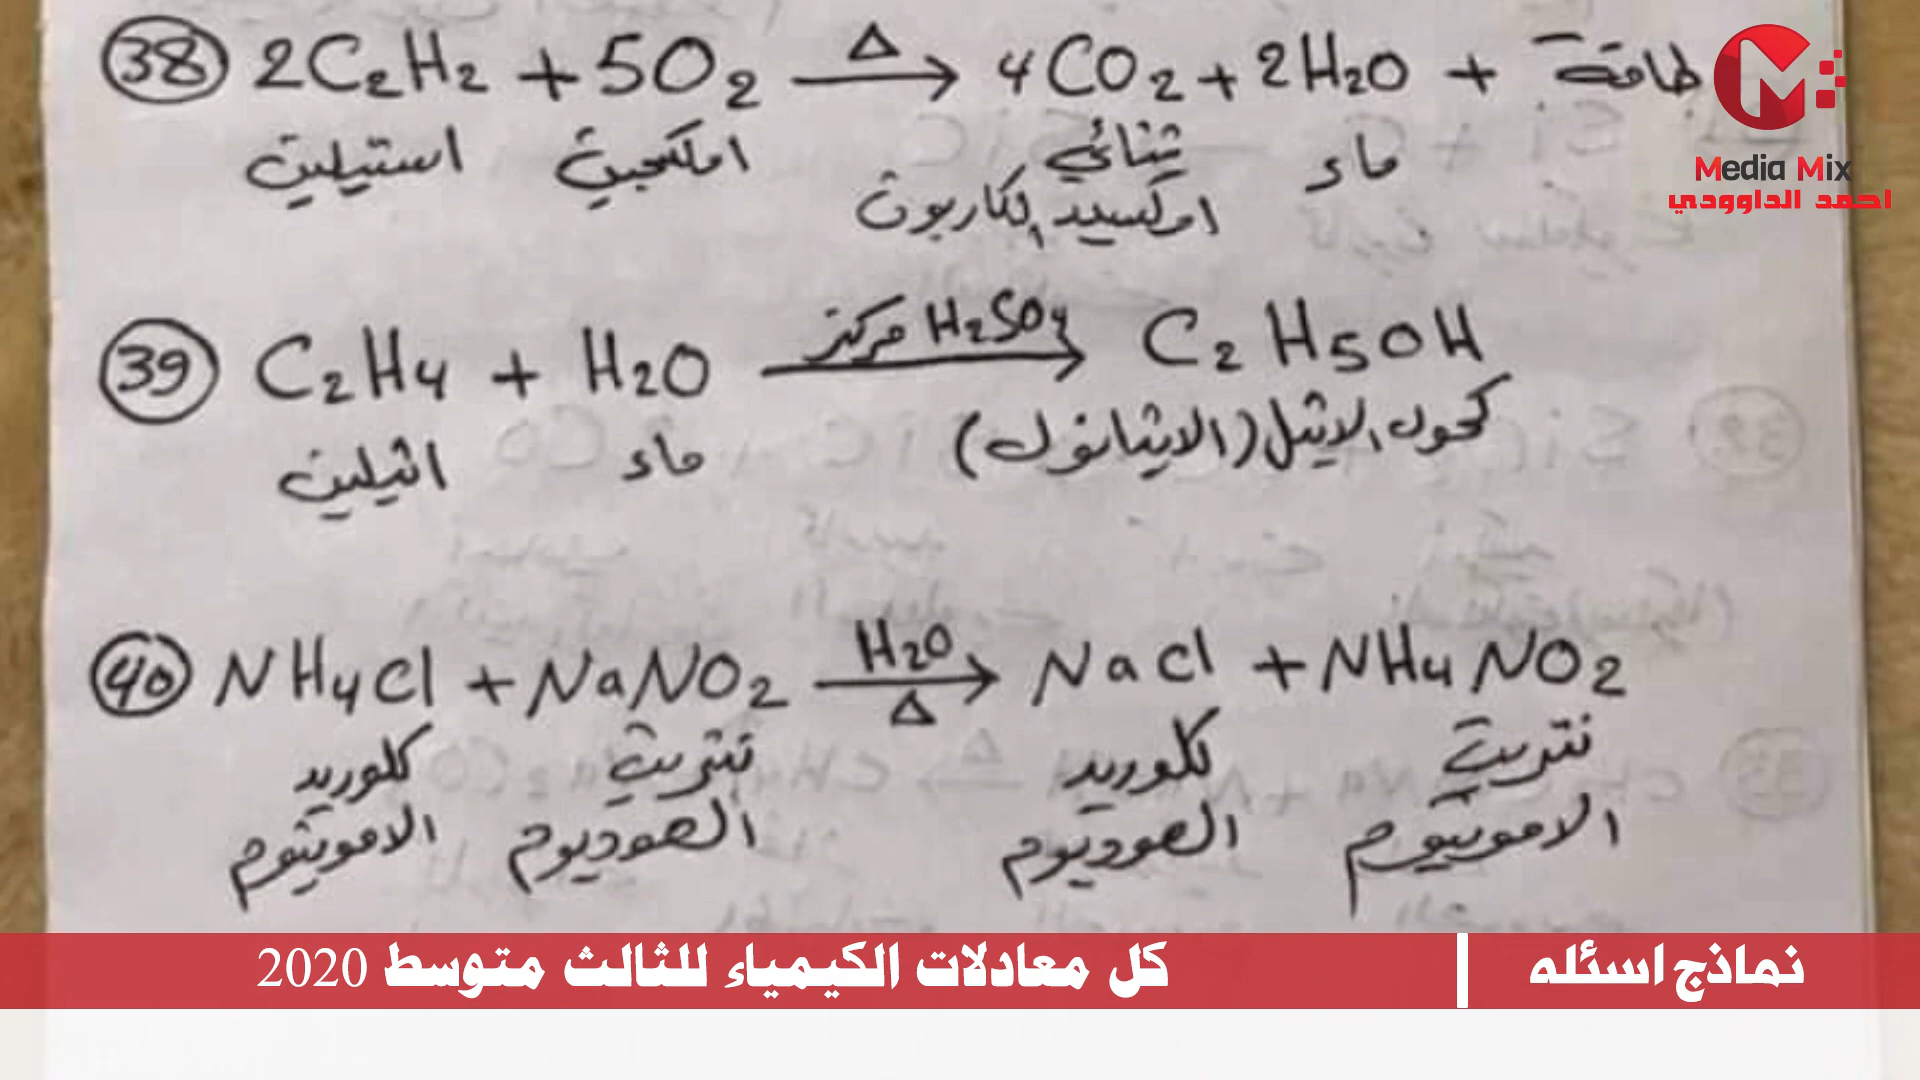 38 2C2H2 + 5O2 Δ→ 4CO2 + 2H2O + طاقة
استيلين اوكسجين ثنائي ماء
اوكسيد الكاربون
39 C2H4 + H2O مركز H2SO4→ C2H5OH
اثيلين ماء كحول الاثيل (الايثانول)
40 NH4Cl + NaNO2 H2O→Δ NaCl + NH4NO2
كلوريد نتريت كلوريد نتريت
الامونيوم الصوديوم الصوديوم الامونيوم
Media Mix
احمد الداوودي
نماذج اسئله | كل معادلات الكيمياء للثالث متوسط 2020